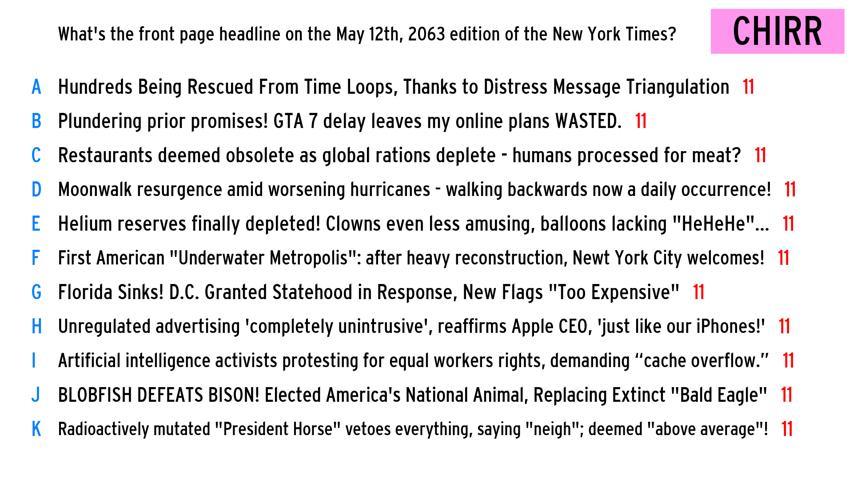 What's the front page headline on the May 12th, 2063 edition of the New York Times?
CHIRR
A Hundreds Being Rescued From Time Loops, Thanks to Distress Message Triangulation 11
B Plundering prior promises! GTA 7 delay leaves my online plans WASTED. 11
C Restaurants deemed obsolete as global rations deplete - humans processed for meat? 11
D Moonwalk resurgence amid worsening hurricanes - walking backwards now a daily occurrence! 11
E Helium reserves finally depleted! Clowns even less amusing, balloons lacking "HeHeHe"... 11
F First American "Underwater Metropolis": after heavy reconstruction, Newt York City welcomes! 11
G Florida Sinks! D.C. Granted Statehood in Response, New Flags "Too Expensive" 11
H Unregulated advertising 'completely unintrusive', reaffirms Apple CEO, 'just like our iPhones!' 11
I Artificial intelligence activists protesting for equal workers rights, demanding “cache overflow.” 11
J BLOBFISH DEFEATS BISON! Elected America's National Animal, Replacing Extinct "Bald Eagle" 11
K Radioactively mutated "President Horse" vetoes everything, saying "neigh"; deemed "above average"! 11